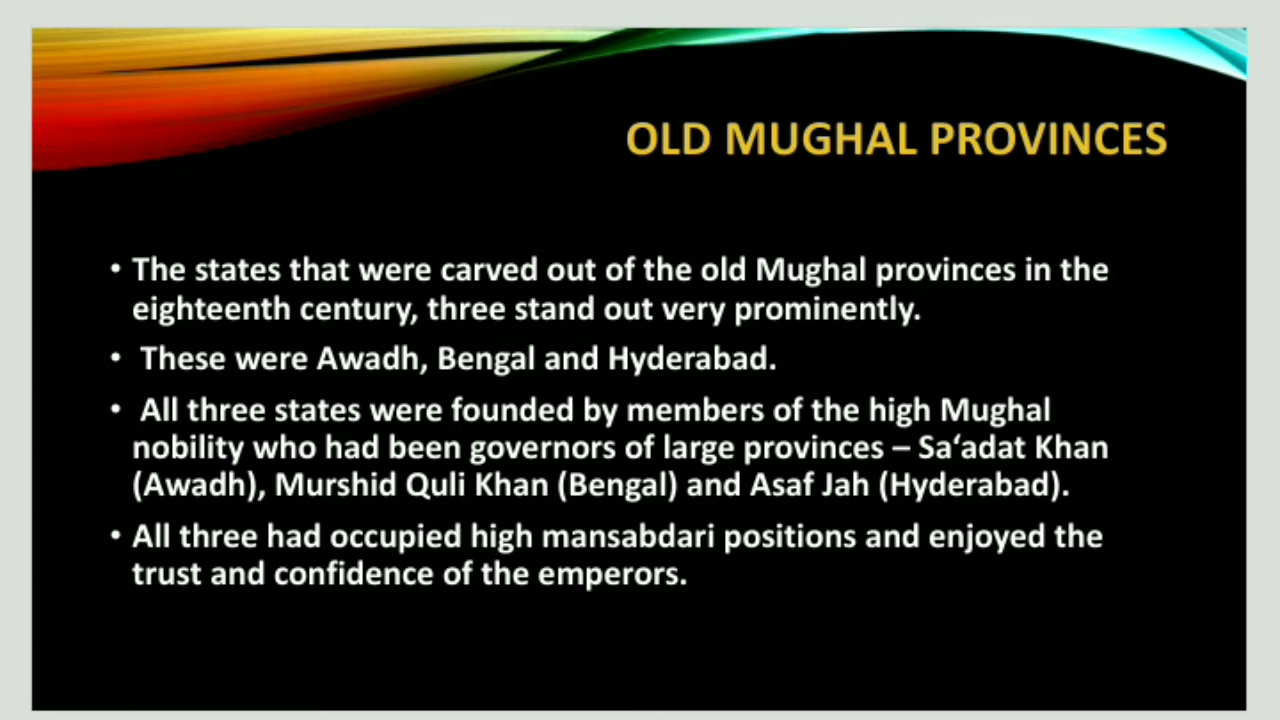 OLD MUGHAL PROVINCES
• The states that were carved out of the old Mughal provinces in the
eighteenth century, three stand out very prominently.
• These were Awadh, Bengal and Hyderabad.
• All three states were founded by members of the high Mughal
nobility who had been governors of large provinces – Sa‘adat Khan
(Awadh), Murshid Quli Khan (Bengal) and Asaf Jah (Hyderabad).
• All three had occupied high mansabdari positions and enjoyed the
trust and confidence of the emperors.